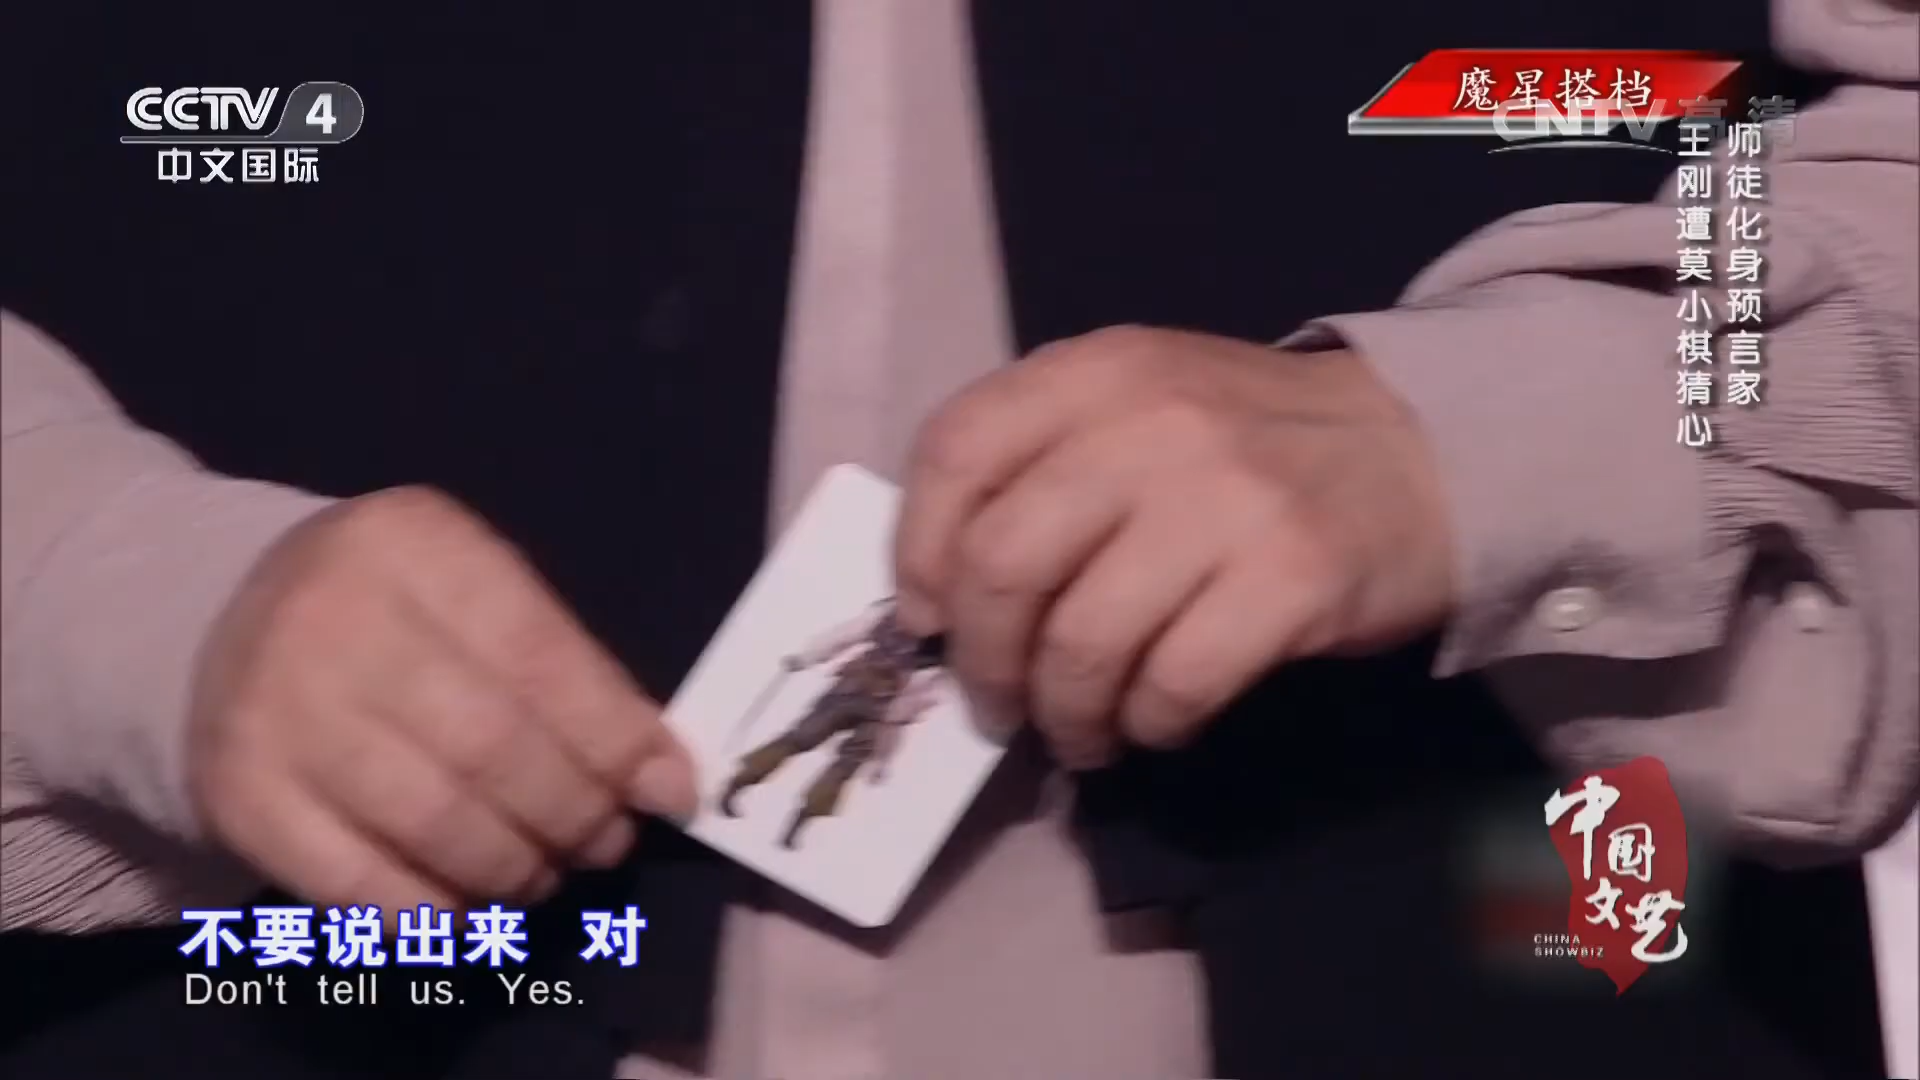 CCTV 4
中文国际
魔星搭档
CNTV 高清
师徒化身预言家
王刚遭莫小棋猜心
中国文艺
CHINA
SHOWBIZ
不要说出来 对
Don't tell us. Yes.